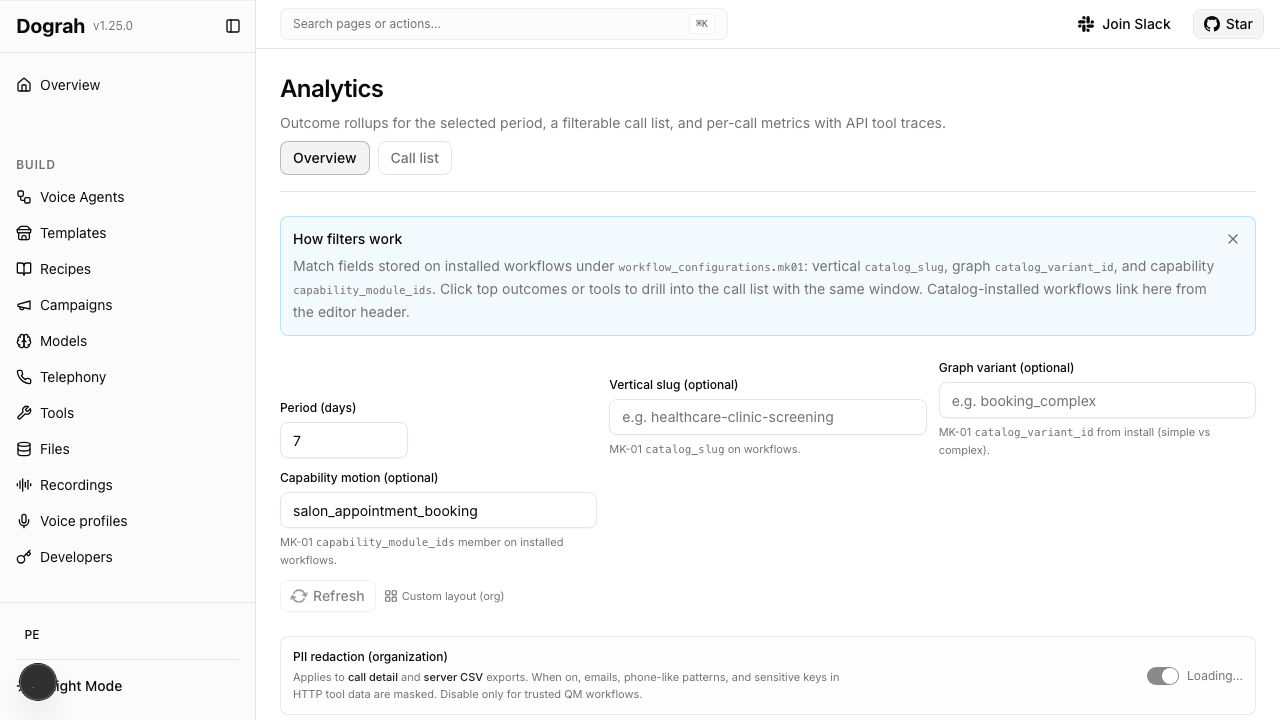 Dograh v1.25.0
Search pages or actions... ⌘K
Join Slack
Star
Overview
BUILD
Voice Agents
Templates
Recipes
Campaigns
Models
Telephony
Tools
Files
Recordings
Voice profiles
Developers
PE
ight Mode
Analytics
Outcome rollups for the selected period, a filterable call list, and per-call metrics with API tool traces.
Overview
Call list
How filters work
Match fields stored on installed workflows under workflow_configurations.mk01: vertical catalog_slug, graph catalog_variant_id, and capability
capability_module_ids. Click top outcomes or tools to drill into the call list with the same window. Catalog-installed workflows link here from
the editor header.
Period (days)
7
Vertical slug (optional)
e.g. healthcare-clinic-screening
MK-01 catalog_slug on workflows.
Graph variant (optional)
e.g. booking_complex
MK-01 catalog_variant_id from install (simple vs
complex).
Capability motion (optional)
salon_appointment_booking
MK-01 capability_module_ids member on installed
workflows.
Refresh
Custom layout (org)
PII redaction (organization)
Applies to call detail and server CSV exports. When on, emails, phone-like patterns, and sensitive keys in
HTTP tool data are masked. Disable only for trusted QM workflows.
Loading...